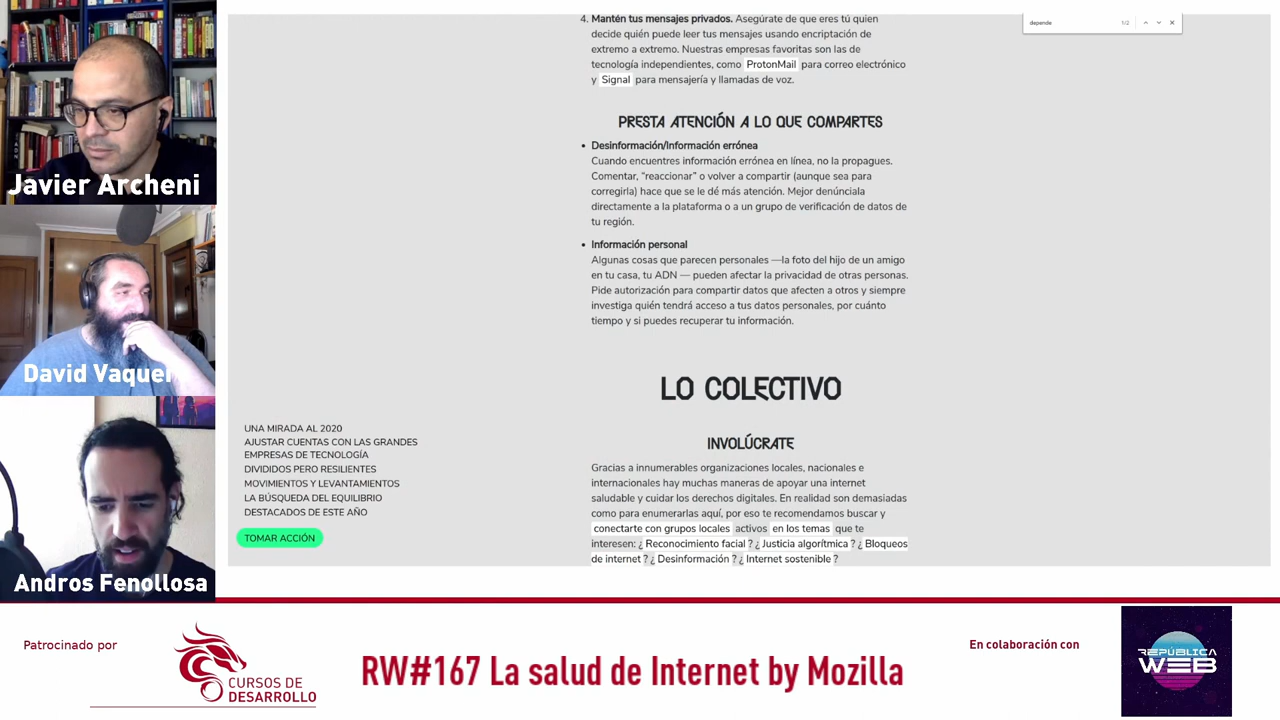 4. Mantén tus mensajes privados. Asegúrate de que eres tú quien
decide quién puede leer tus mensajes usando encriptación de
extremo a extremo. Nuestras empresas favoritas son las de
tecnología independientes, como ProtonMail para correo electrónico
y Signal para mensajería y llamadas de voz.
depende 1/2
PRESTA ATENCIÓN A LO QUE COMPARTES
• Desinformación/Información errónea
Cuando encuentres información errónea en línea, no la propagues.
Comentar, “reaccionar” o volver a compartir (aunque sea para
corregirla) hace que se le dé más atención. Mejor denúnciala
directamente a la plataforma o a un grupo de verificación de datos de
tu región.
• Información personal
Algunas cosas que parecen personales —la foto del hijo de un amigo
en tu casa, tu ADN — pueden afectar la privacidad de otras personas.
Pide autorización para compartir datos que afecten a otros y siempre
investiga quién tendrá acceso a tus datos personales, por cuánto
tiempo y si puedes recuperar tu información.
LO COLECTIVO
INVOLÚCRATE
Gracias a innumerables organizaciones locales, nacionales e
internacionales hay muchas maneras de apoyar una internet
saludable y cuidar los derechos digitales. En realidad son demasiadas
como para enumerarlas aquí, por eso te recomendamos buscar y
conectarte con grupos locales activos en los temas que te
interesen: ¿ Reconocimiento facial ? ¿ Justicia algorítmica ? ¿ Bloqueos
de internet ? ¿ Desinformación ? ¿ Internet sostenible ?
UNA MIRADA AL 2020
AJUSTAR CUENTAS CON LAS GRANDES
EMPRESAS DE TECNOLOGÍA
DIVIDIDOS PERO RESILIENTES
MOVIMIENTOS Y LEVANTAMIENTOS
LA BÚSQUEDA DEL EQUILIBRIO
DESTACADOS DE ESTE AÑO
TOMAR ACCIÓN
Javier Archeni
David Vaquer
Andros Fenollosa
Patrocinado por
CURSOS DE
DESARROLLO
RW#167 La salud de Internet by Mozilla
En colaboración con
REPÚBLICA
WEB